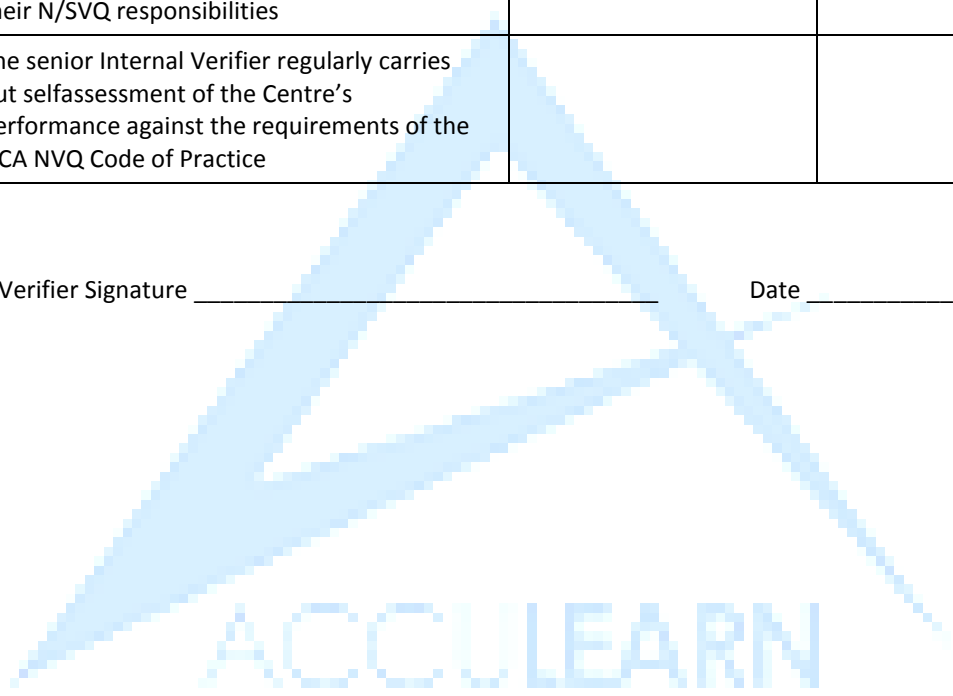 heir N/SVQ responsibilities
he senior Internal Verifier regularly carries
ut selfassessment of the Centre’s
erformance against the requirements of the
CA NVQ Code of Practice
Verifier Signature ___________________________________ Date ___________
ACCULEARN